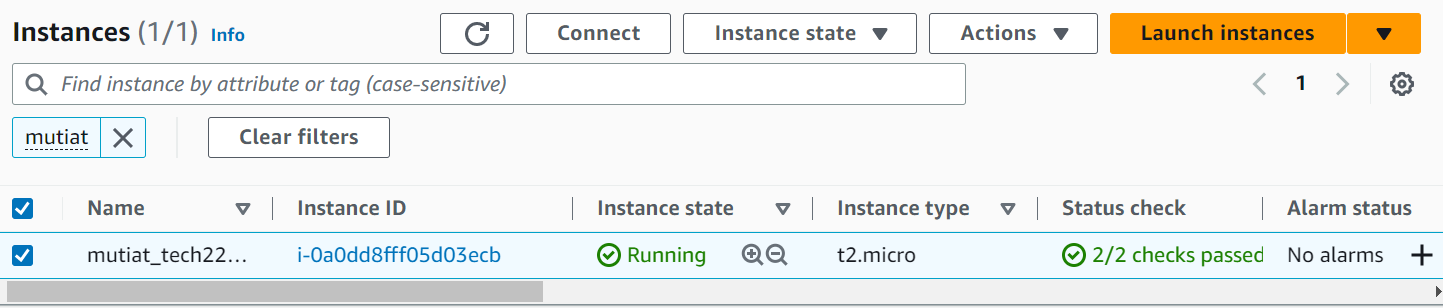 Instances (1/1) Info Connect Instance state Actions Launch instances
Find instance by attribute or tag (case-sensitive) 1
mutiat Clear filters
Name Instance ID Instance state Instance type Status check Alarm status
mutiat_tech22... i-0a0dd8fff05d03ecb Running t2.micro 2/2 checks passed No alarms